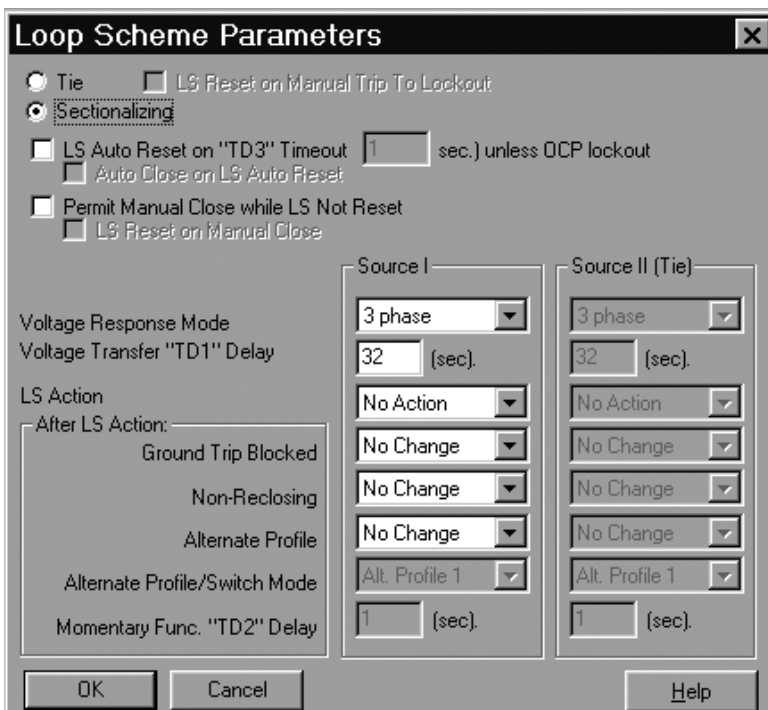 Loop Scheme Parameters
Tie LS Reset on Manual Trip To Lockout
Sectionalizing
LS Auto Reset on "TD3" Timeout 1 sec.) unless OCP lockout
Auto Close on LS Auto Reset
Permit Manual Close while LS Not Reset
LS Reset on Manual Close
Source I Source II (Tie)
Voltage Response Mode 3 phase 3 phase
Voltage Transfer "TD1" Delay 32 (sec). 32 (sec).
LS Action No Action No Action
After LS Action:
Ground Trip Blocked No Change No Change
Non-Reclosing No Change No Change
Alternate Profile No Change No Change
Alternate Profile/Switch Mode Alt. Profile 1 Alt. Profile 1
Momentary Func. "TD2" Delay 1 (sec). 1 (sec).
OK Cancel Help